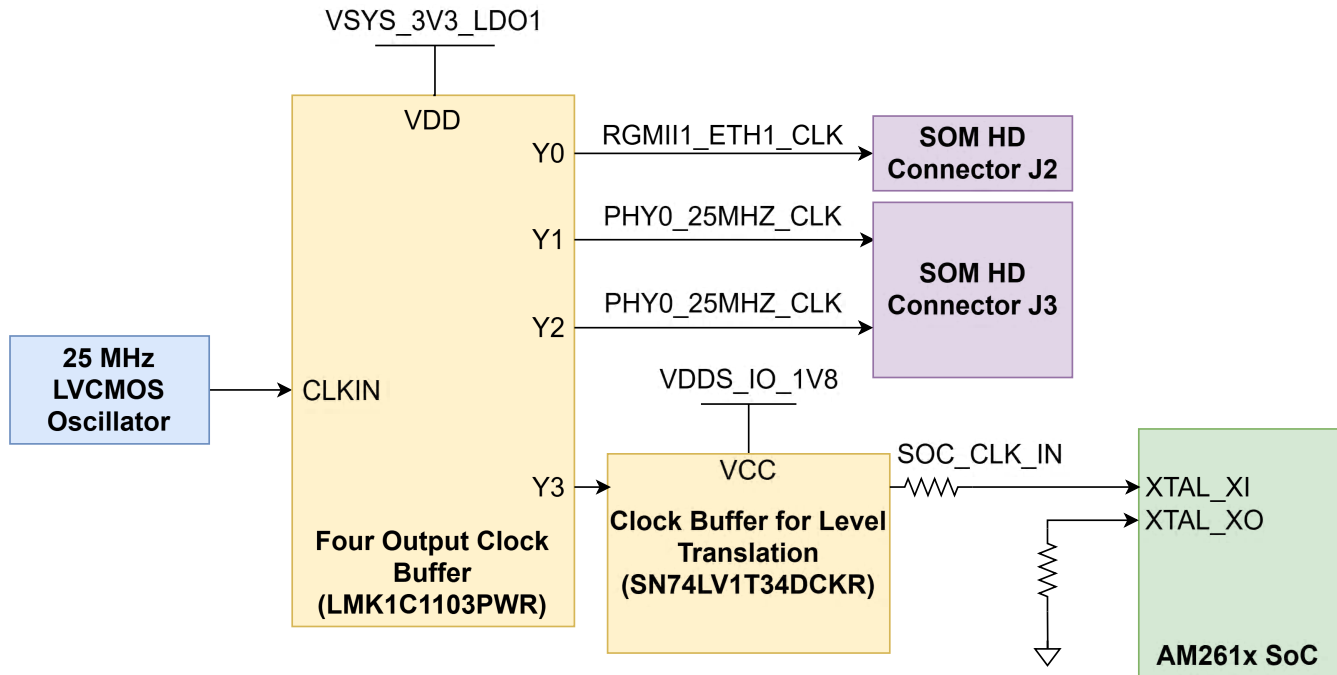 VSYS_3V3_LDO1
VDD
Y0
RGMII1_ETH1_CLK
SOM HD
Connector J2
Y1
PHY0_25MHZ_CLK
SOM HD
Connector J3
Y2
PHY0_25MHZ_CLK
25 MHz
LVCMOS
Oscillator
CLKIN
VDDS_IO_1V8
Y3
VCC
Clock Buffer for Level
Translation
(SN74LV1T34DCKR)
SOC_CLK_IN
XTAL_XI
XTAL_XO
Four Output Clock
Buffer
(LMK1C1103PWR)
AM261x SoC